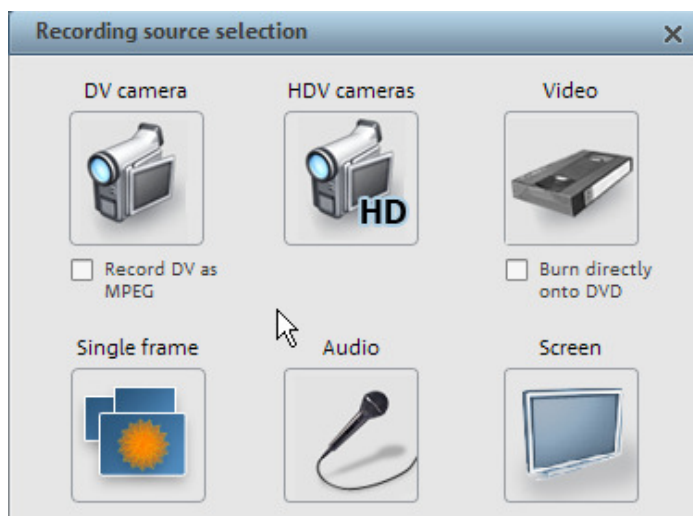 Recording source selection
DV camera
HDV cameras
Video
HD
Record DV as
MPEG
Burn directly
onto DVD
Single frame
Audio
Screen